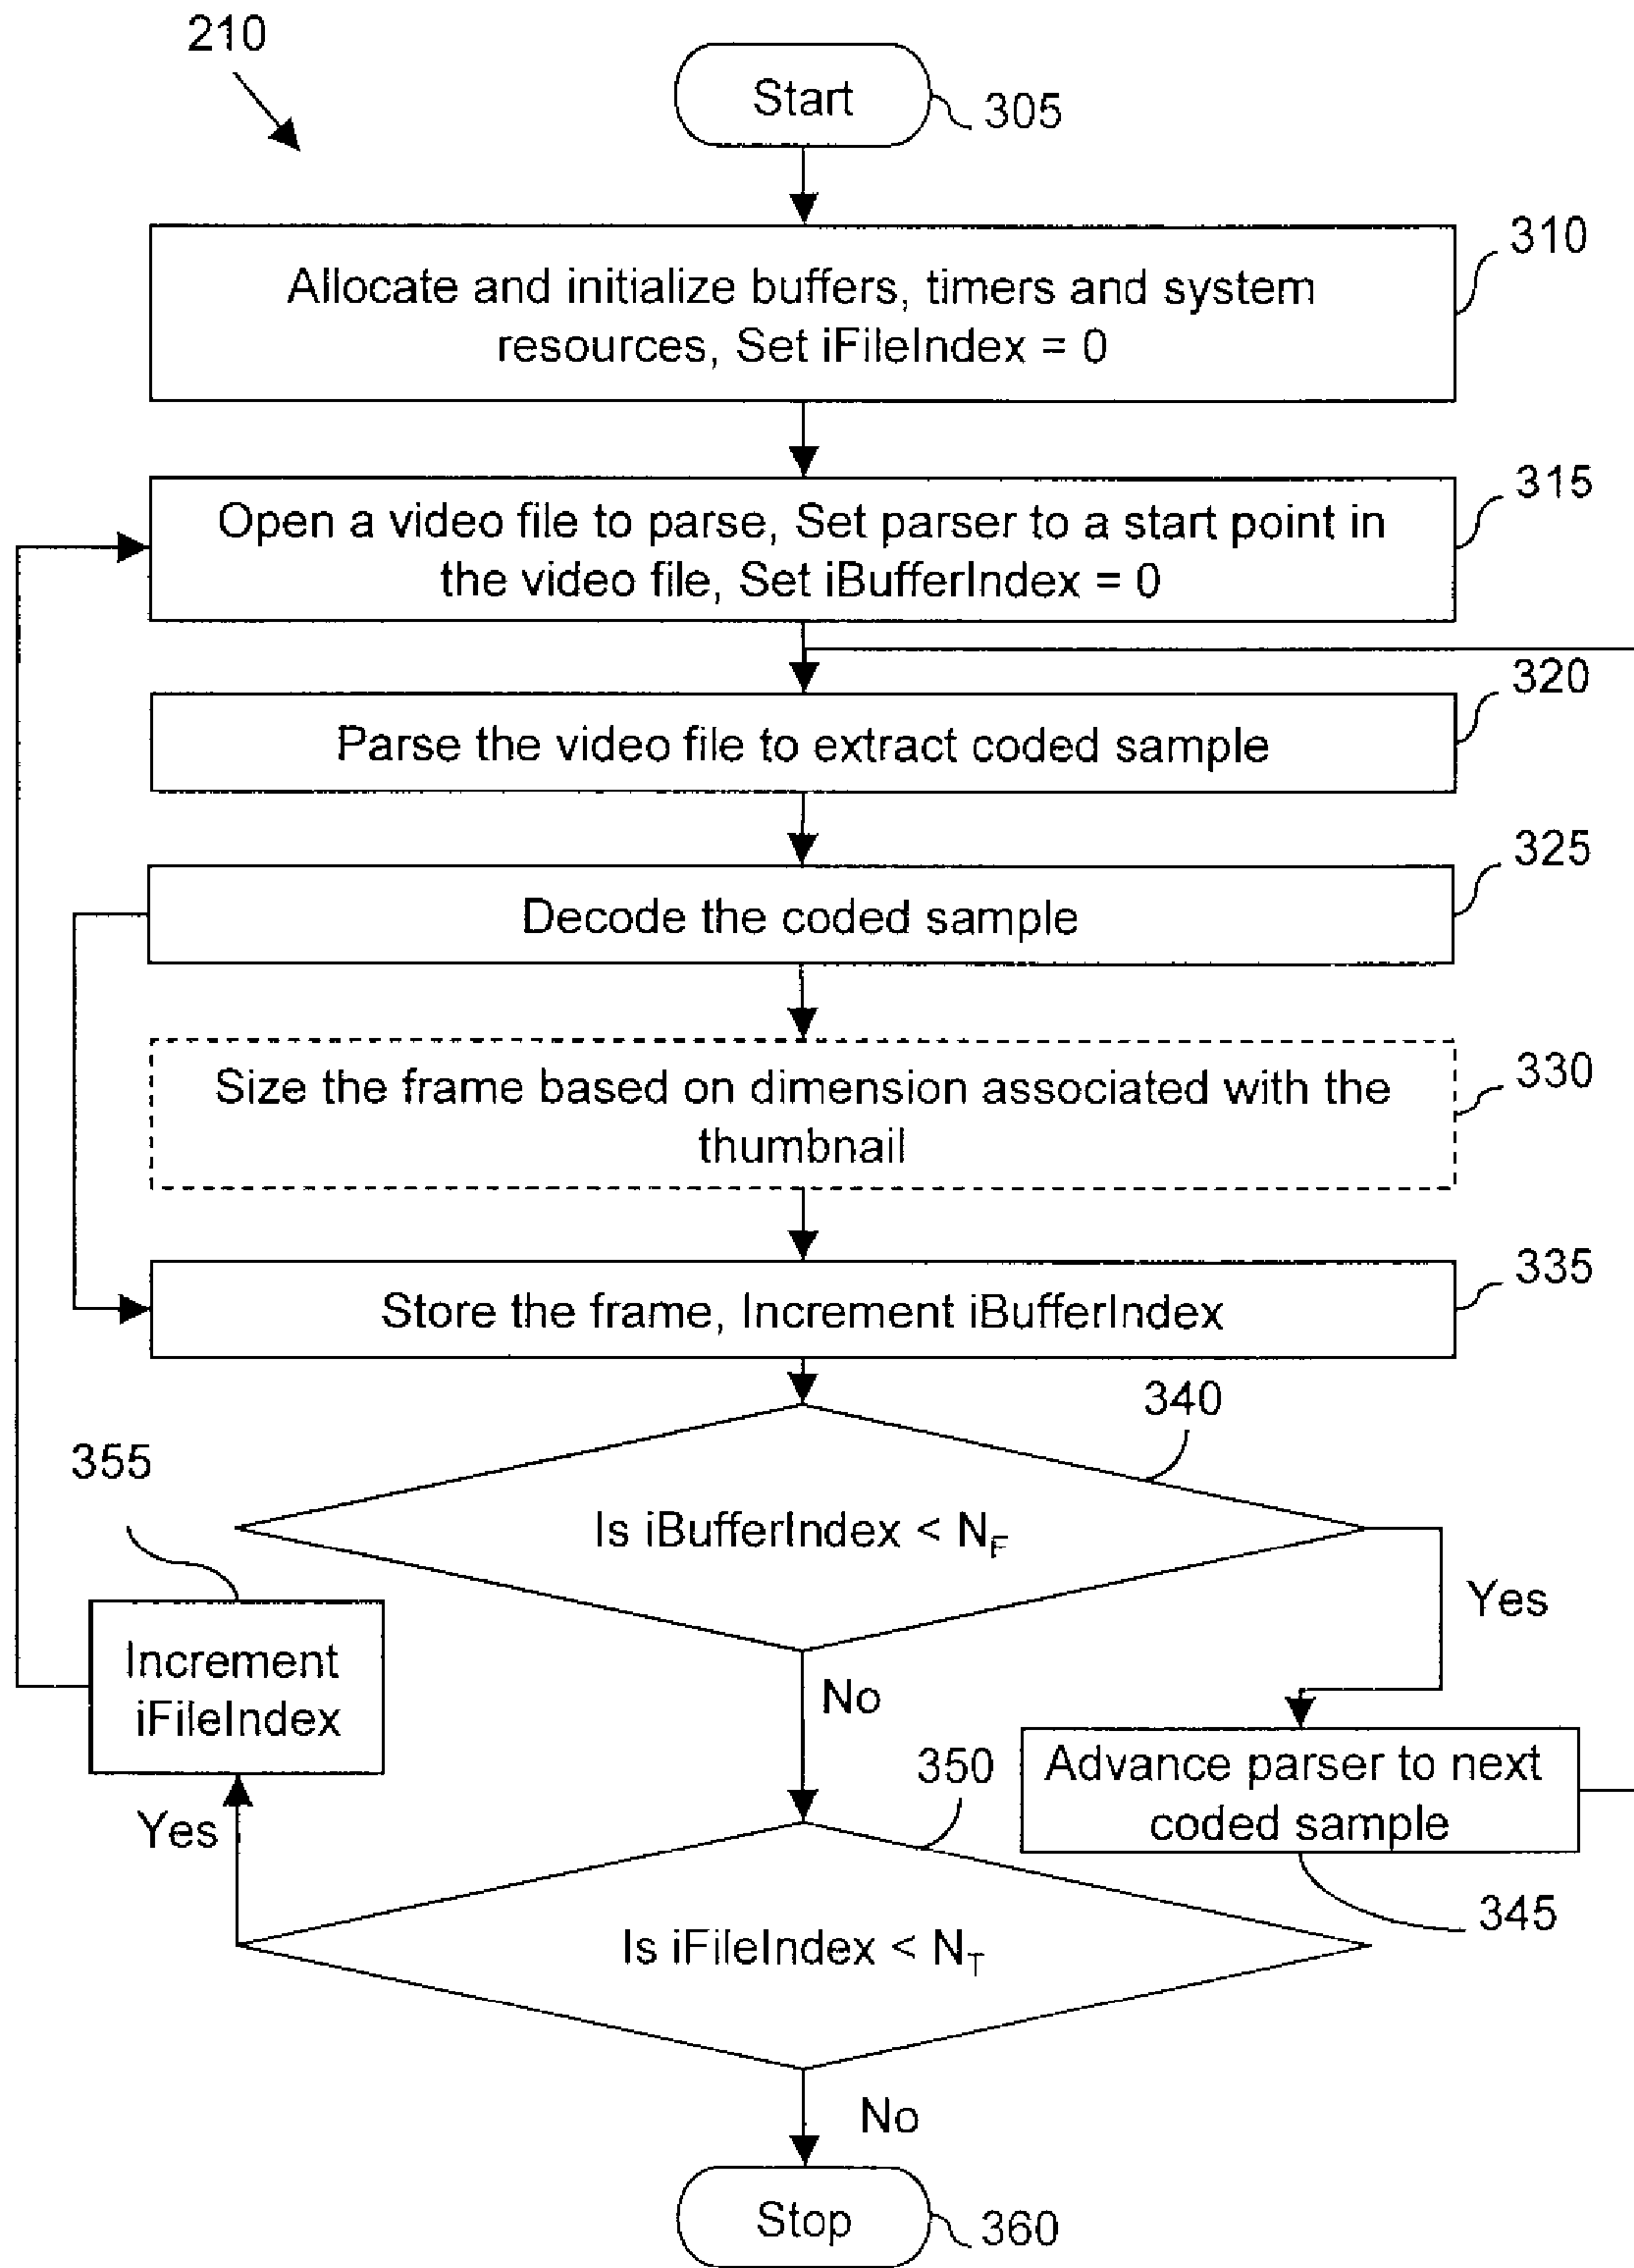 210
Start
305
310
Allocate and initialize buffers, timers and system
resources, Set iFileIndex = 0
315
Open a video file to parse, Set parser to a start point in
the video file, Set iBufferIndex = 0
320
Parse the video file to extract coded sample
325
Decode the coded sample
330
Size the frame based on dimension associated with the
thumbnail
335
Store the frame, Increment iBufferIndex
340
355
Is iBufferIndex < N_F
Yes
Increment
iFileIndex
No
350
Advance parser to next
coded sample
Yes
345
Is iFileIndex < N_T
No
Stop
360